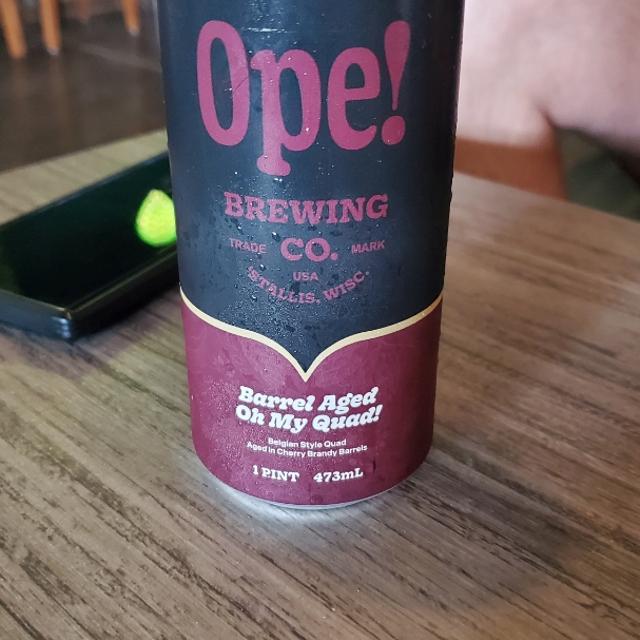 Ope!
BREWING
TRADE CO. MARK
USA
'STALLIS, WISC.
Barrel Aged
Oh My Quad!
Belgian Style Quad
Aged in Cherry Brandy Barrels
1 PINT 473mL